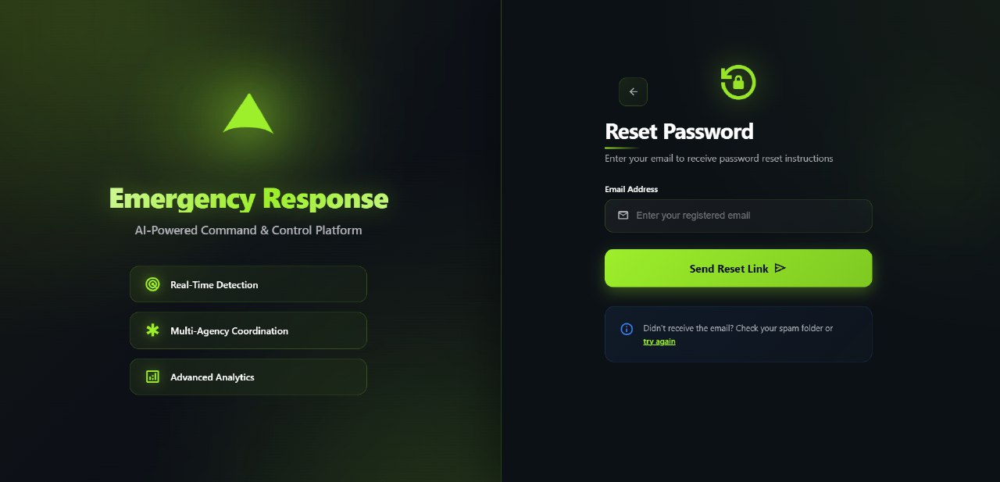 Emergency Response
AI-Powered Command & Control Platform
Real-Time Detection
Multi-Agency Coordination
Advanced Analytics
Reset Password
Enter your email to receive password reset instructions
Email Address
Enter your registered email
Send Reset Link
Didn't receive the email? Check your spam folder or
try again